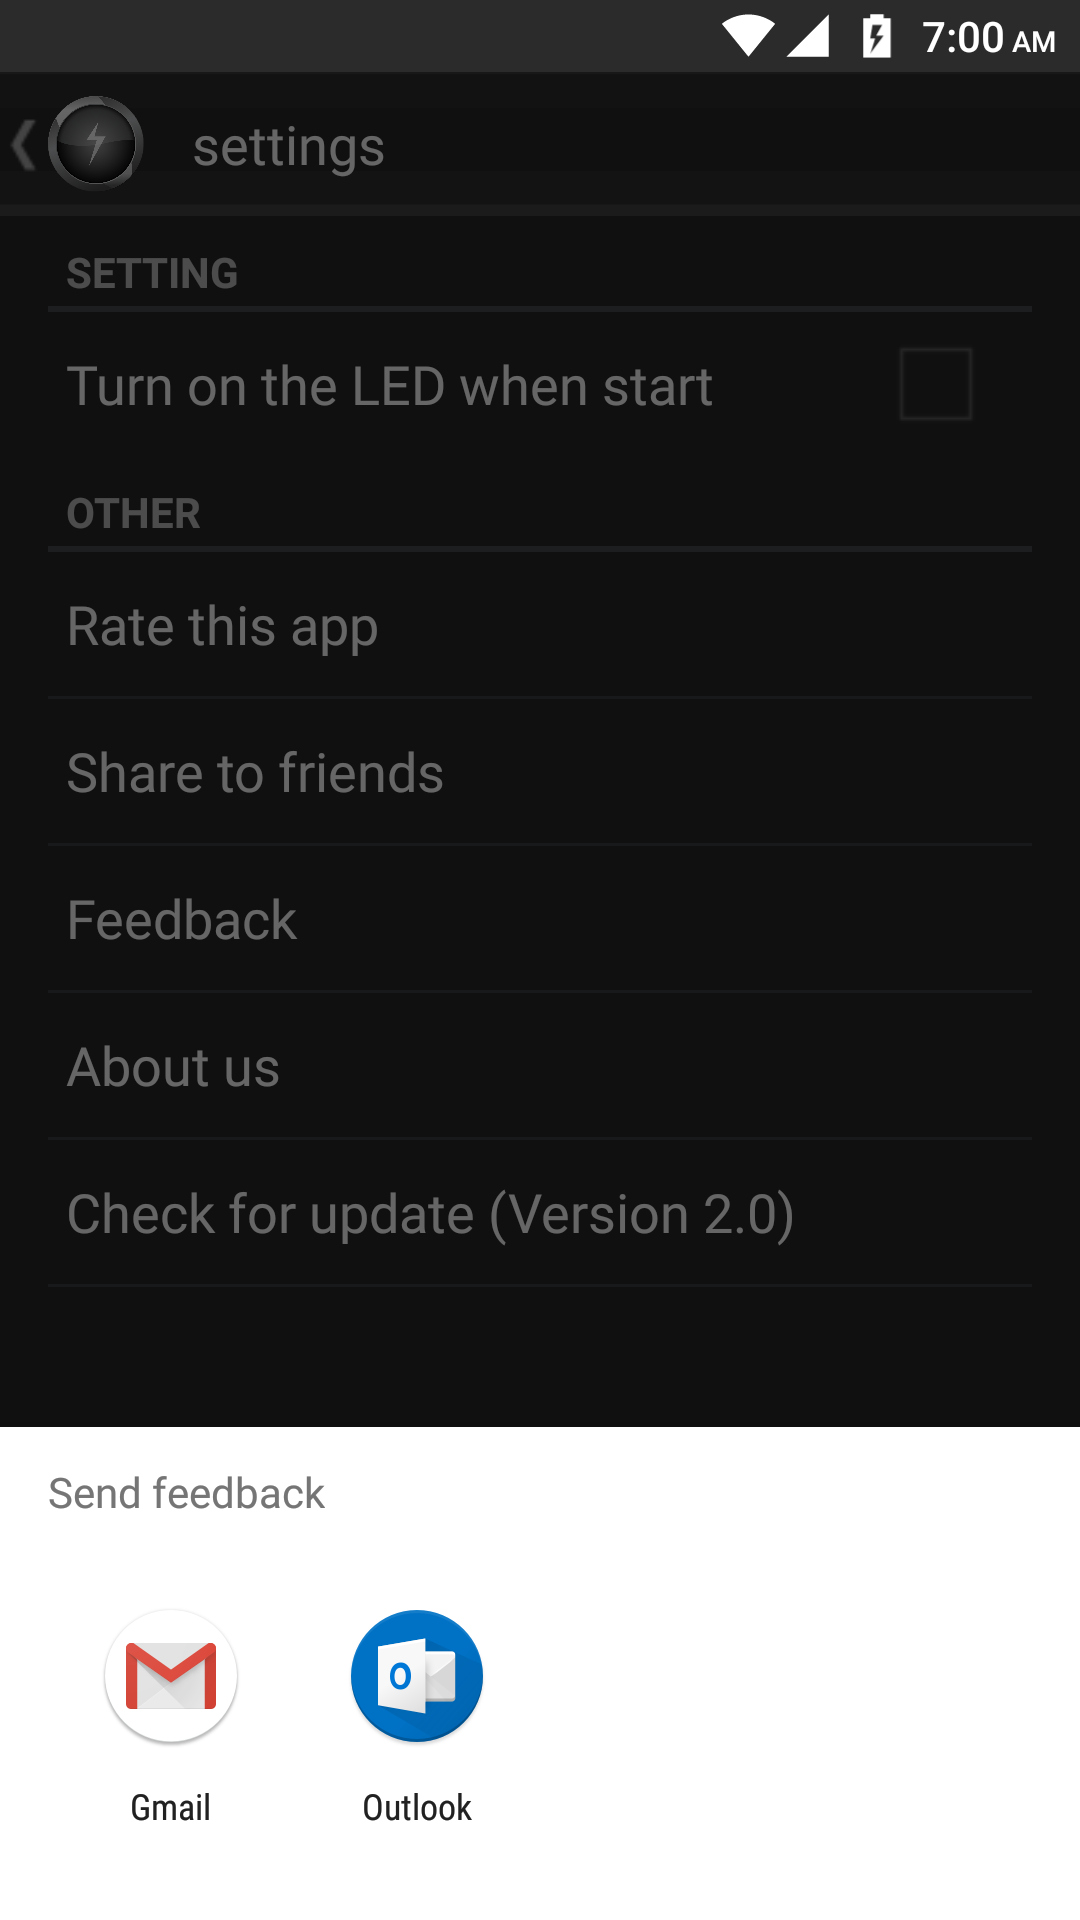 7:00 AM
settings
SETTING
Turn on the LED when start
OTHER
Rate this app
Share to friends
Feedback
About us
Check for update (Version 2.0)
Send feedback
Gmail
Outlook